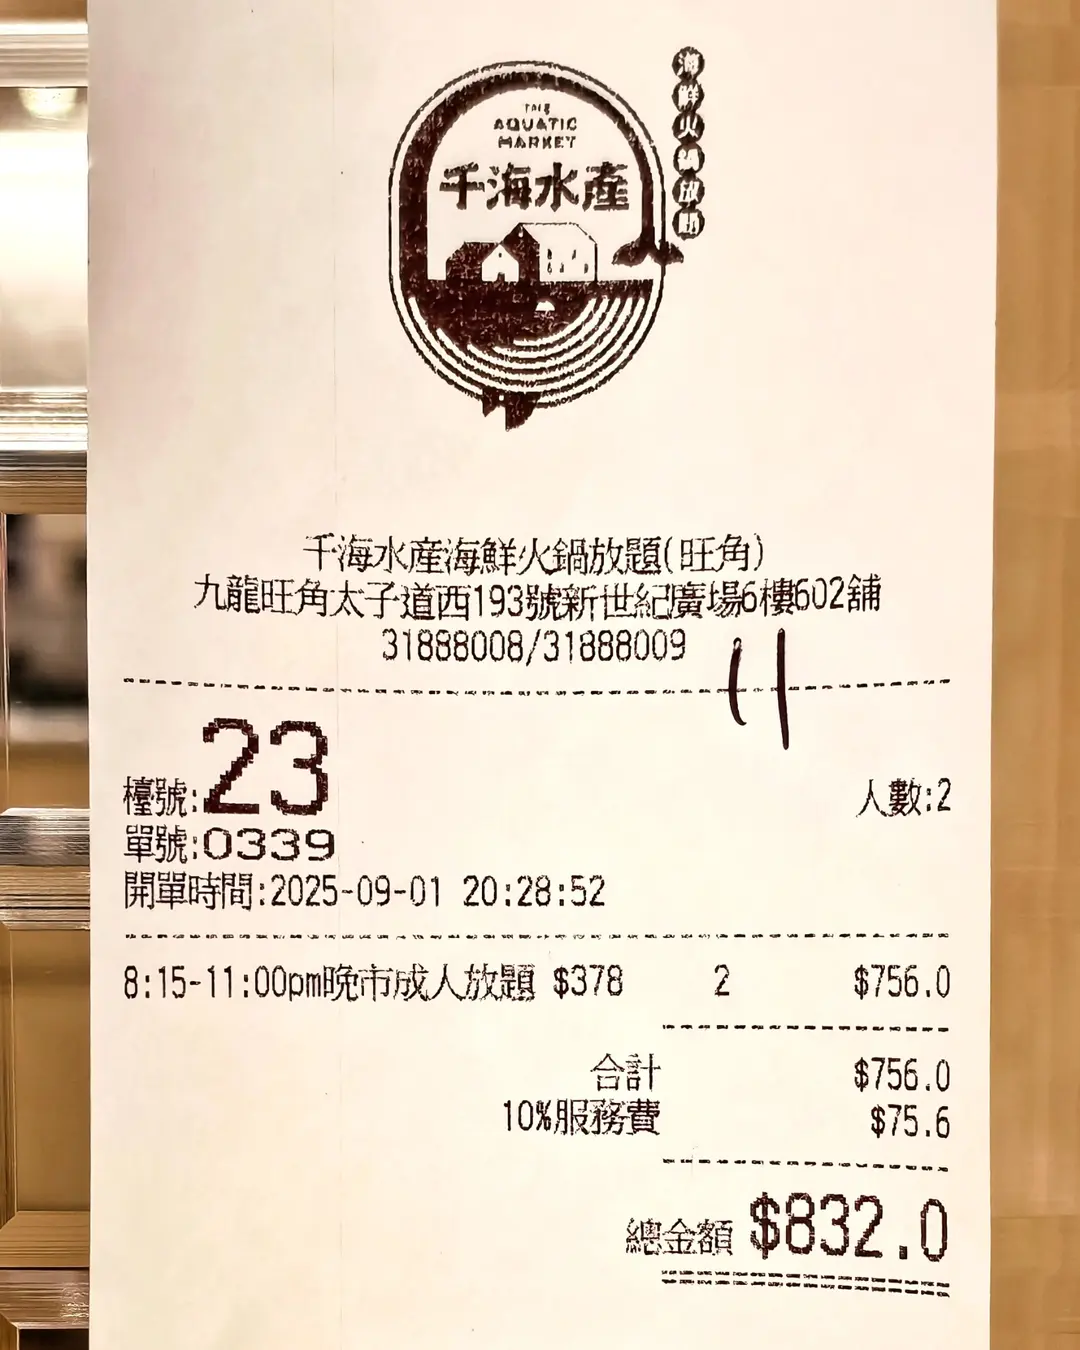 THE
AQUATIC
MARKET
千海水產
海鮮火鍋放題
千海水產海鮮火鍋放題(旺角)
九龍旺角太子道西193號新世紀廣場6樓602舖
31888008/31888009
檯號:23
人數:2
單號:0339
開單時間:2025-09-01 20:28:52
8:15-11:00pm晚市成人放題 $378 2 $756.0
合計 $756.0
10%服務費 $75.6
總金額 $832.0